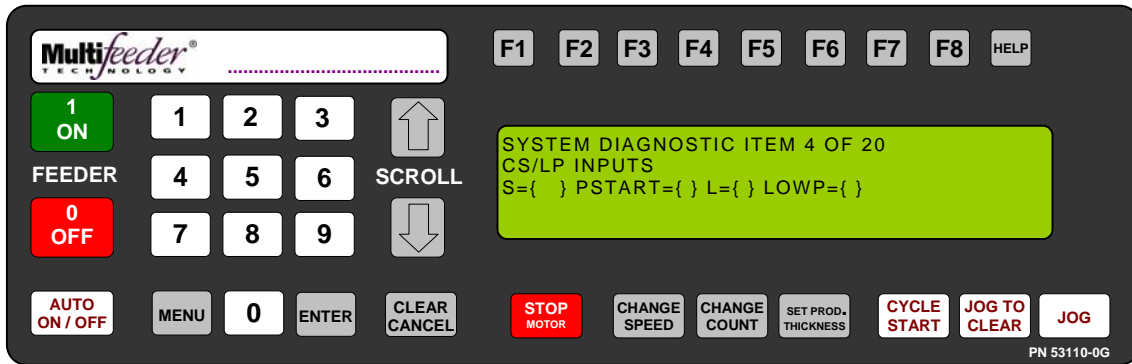 Multifeeder®
TECHNOLOGY
F1 F2 F3 F4 F5 F6 F7 F8 HELP
1
ON
FEEDER
0
OFF
1 2 3
4 5 6
7 8 9
SCROLL
SYSTEM DIAGNOSTIC ITEM 4 OF 20
CS/LP INPUTS
S={ } PSTART={ } L={ } LOWP={ }
AUTO
ON / OFF
MENU
0
ENTER
CLEAR
CANCEL
STOP
MOTOR
CHANGE
SPEED
CHANGE
COUNT
SET PROD.
THICKNESS
CYCLE
START
JOG TO
CLEAR
JOG
PN 53110-0G